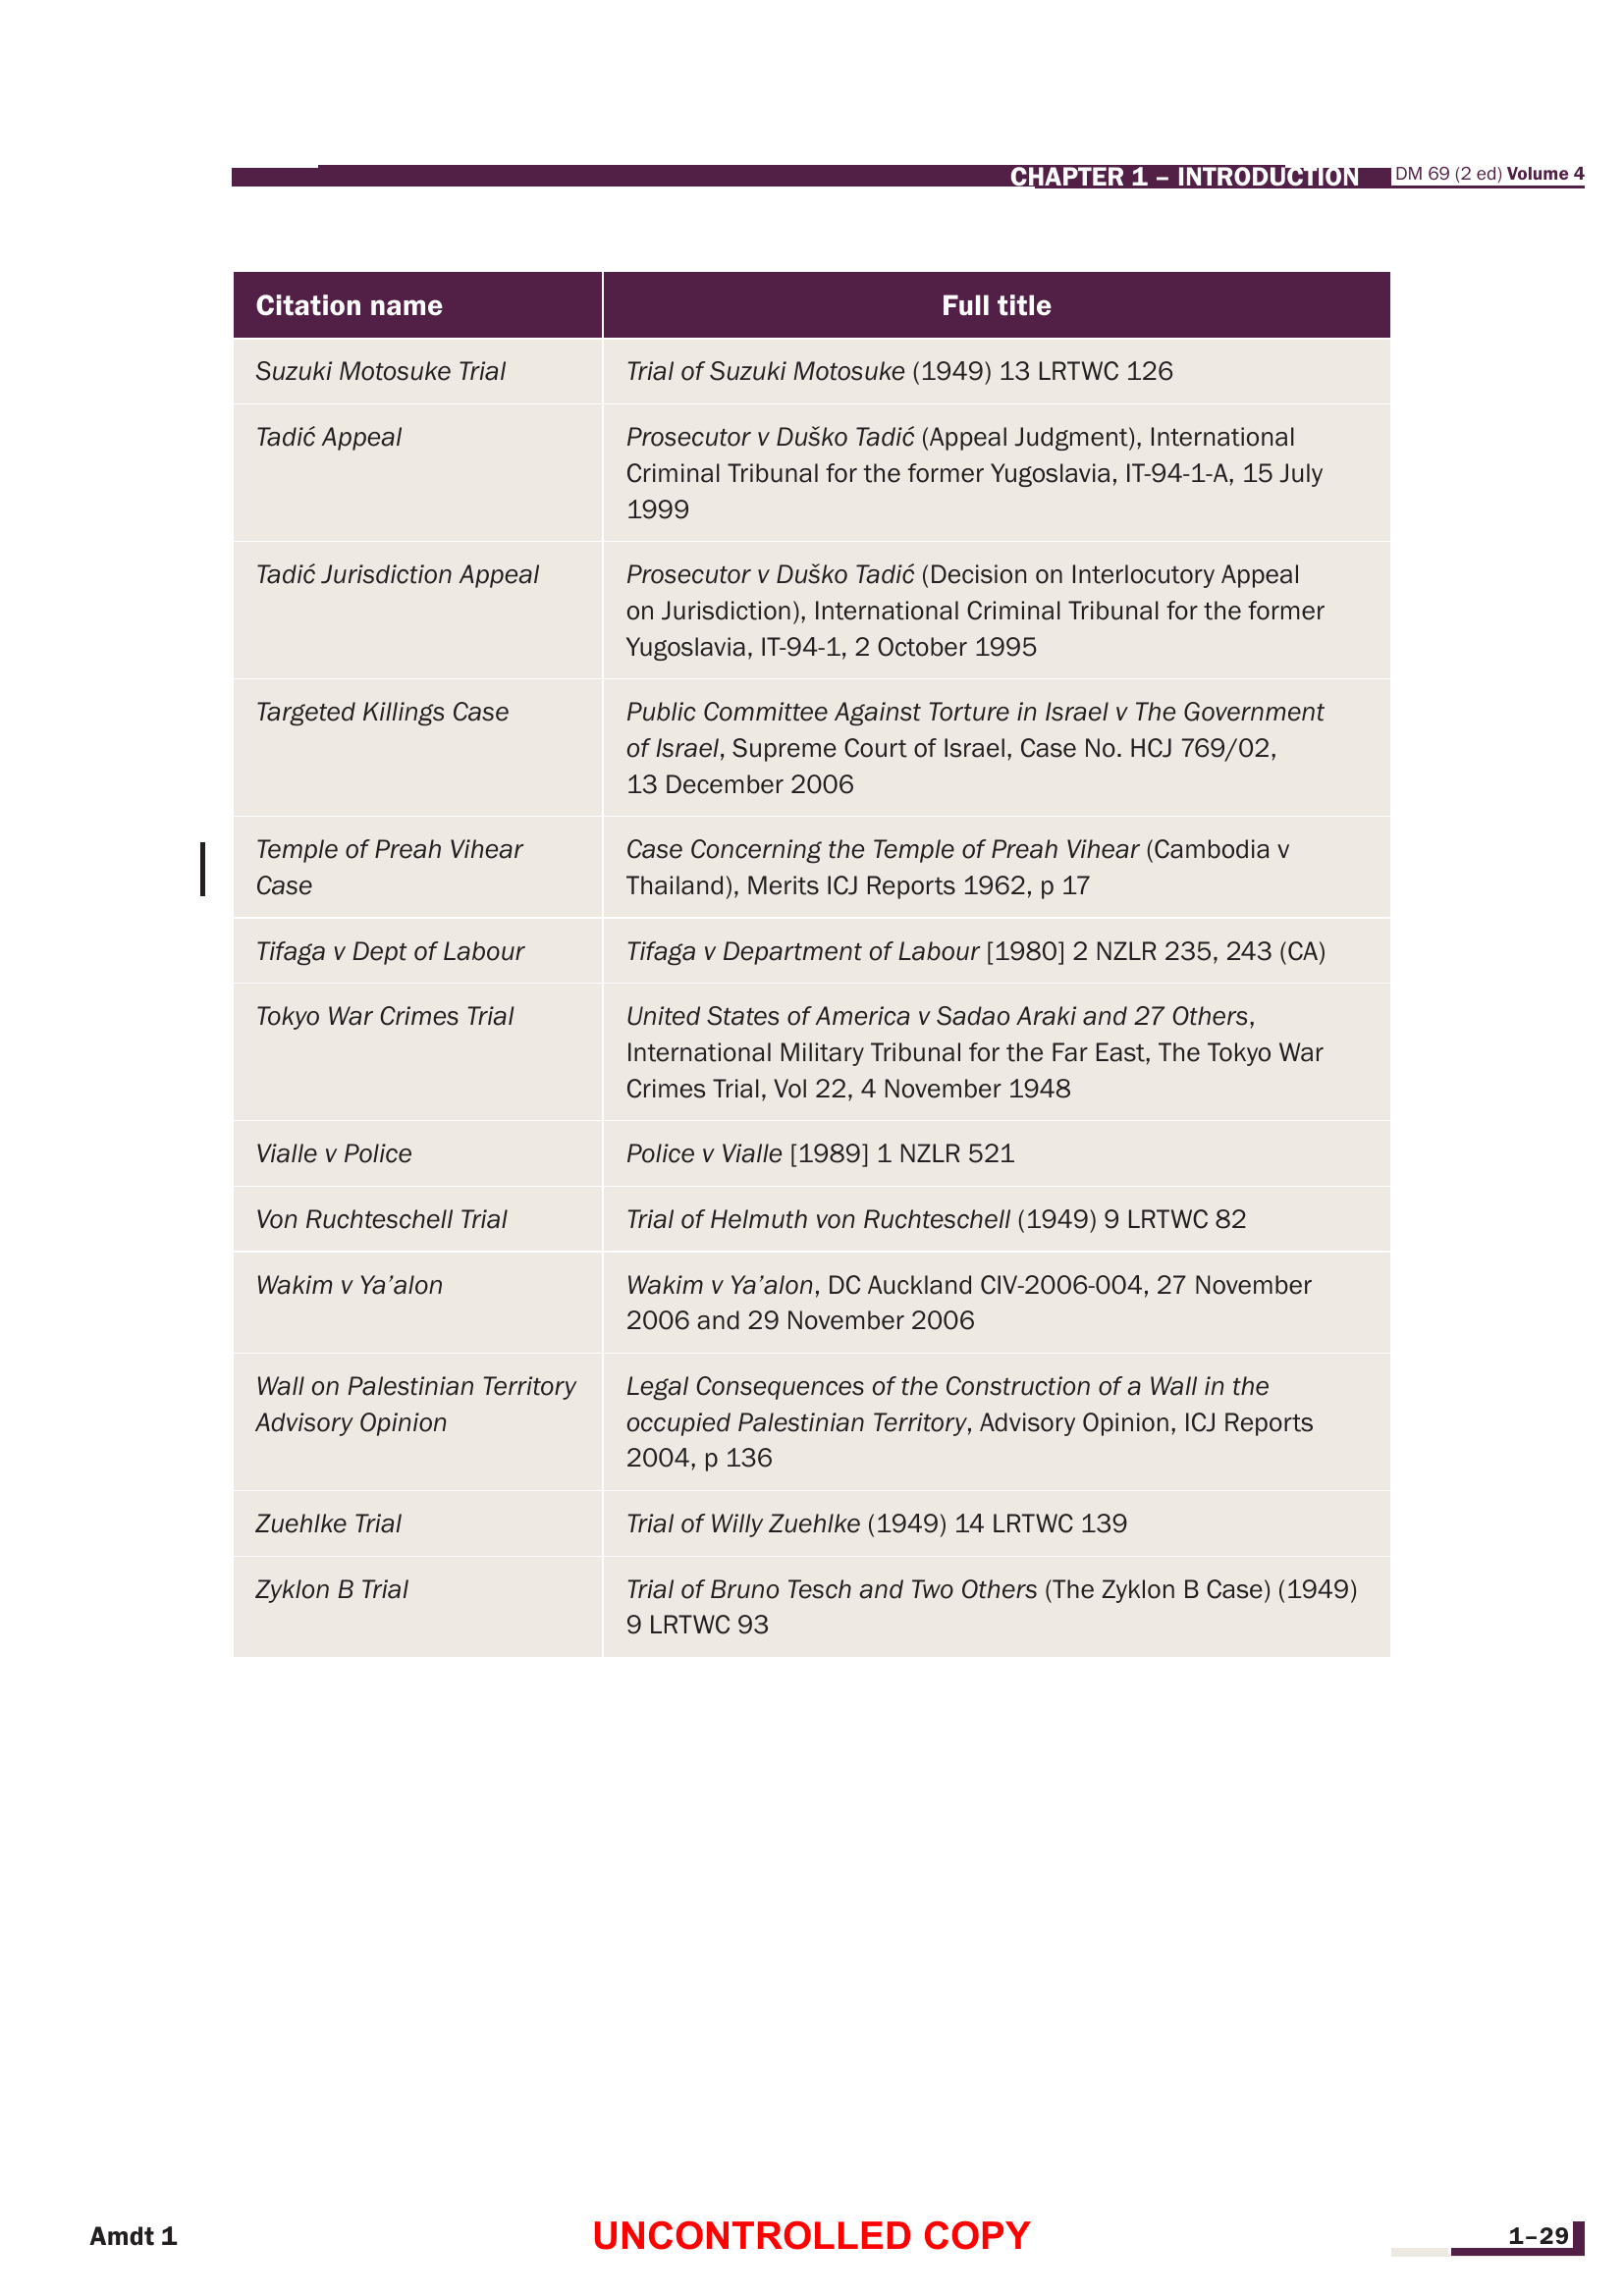 CHAPTER 1 – INTRODUCTION
DM 69 (2 ed) Volume 4
Citation name
Full title
Suzuki Motosuke Trial
Trial of Suzuki Motosuke (1949) 13 LRTWC 126
Tadić Appeal
Prosecutor v Duško Tadić (Appeal Judgment), International
Criminal Tribunal for the former Yugoslavia, IT-94-1-A, 15 July
1999
Tadić Jurisdiction Appeal
Prosecutor v Duško Tadić (Decision on Interlocutory Appeal
on Jurisdiction), International Criminal Tribunal for the former
Yugoslavia, IT-94-1, 2 October 1995
Targeted Killings Case
Public Committee Against Torture in Israel v The Government
of Israel, Supreme Court of Israel, Case No. HCJ 769/02,
13 December 2006
Temple of Preah Vihear
Case
Case Concerning the Temple of Preah Vihear (Cambodia v
Thailand), Merits ICJ Reports 1962, p 17
Tifaga v Dept of Labour
Tifaga v Department of Labour [1980] 2 NZLR 235, 243 (CA)
Tokyo War Crimes Trial
United States of America v Sadao Araki and 27 Others,
International Military Tribunal for the Far East, The Tokyo War
Crimes Trial, Vol 22, 4 November 1948
Vialle v Police
Police v Vialle [1989] 1 NZLR 521
Von Ruchteschell Trial
Trial of Helmuth von Ruchteschell (1949) 9 LRTWC 82
Wakim v Ya’alon
Wakim v Ya’alon, DC Auckland CIV-2006-004, 27 November
2006 and 29 November 2006
Wall on Palestinian Territory
Advisory Opinion
Legal Consequences of the Construction of a Wall in the
occupied Palestinian Territory, Advisory Opinion, ICJ Reports
2004, p 136
Zuehlke Trial
Trial of Willy Zuehlke (1949) 14 LRTWC 139
Zyklon B Trial
Trial of Bruno Tesch and Two Others (The Zyklon B Case) (1949)
9 LRTWC 93
Amdt 1
UNCONTROLLED COPY
1–29